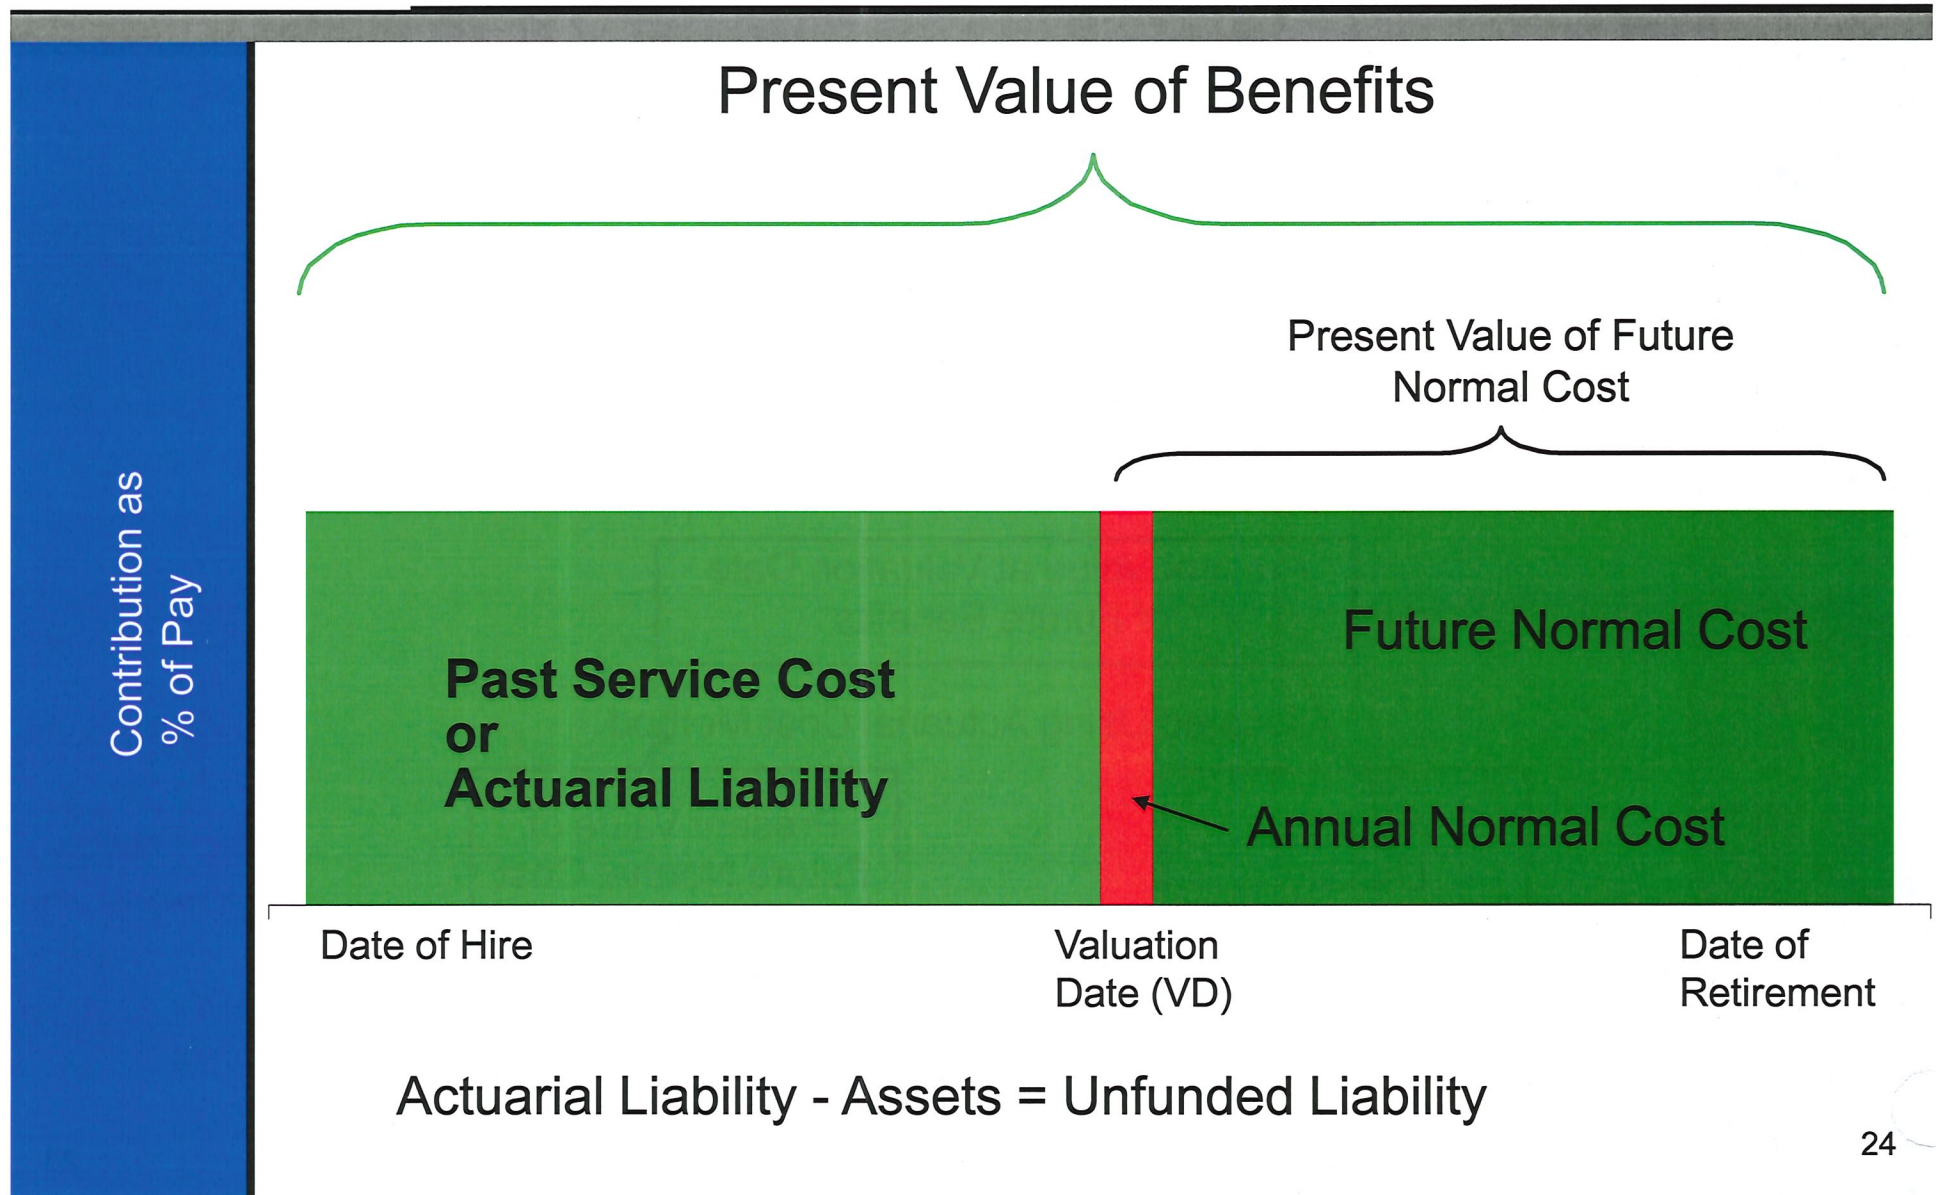 Present Value of Benefits
Present Value of Future
Normal Cost
Contribution as
% of Pay
Past Service Cost
or
Actuarial Liability
Future Normal Cost
Annual Normal Cost
Date of Hire
Valuation
Date (VD)
Date of
Retirement
Actuarial Liability - Assets = Unfunded Liability
24